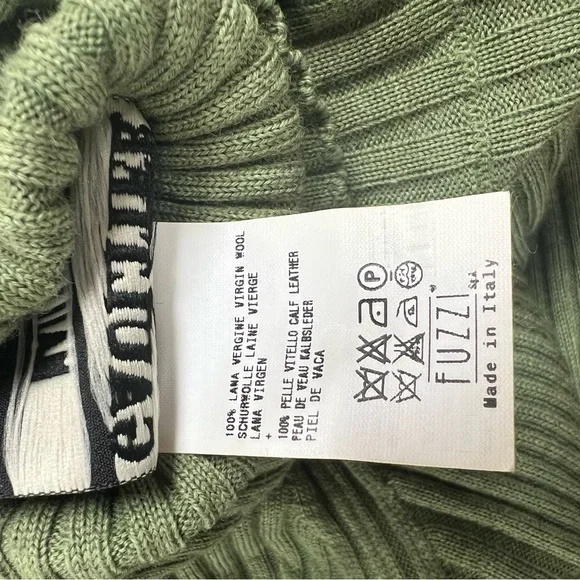 100% LANA VERGINE VIRGIN WOOL
SCHURWOLLE LAINE VIERGE
LANA VIRGEN
+
100% PELLE VITELLO CALF LEATHER
PEAU DE VEAU KALBSLEDER
PIEL DE VACA
P
FUZZI SpA
Made in Italy